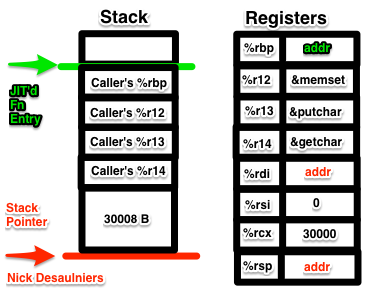 Stack
Registers
JIT'd
Fn
Entry
Caller's %rbp
Caller's %r12
Caller's %r13
Caller's %r14
30008 B
Stack
Pointer
Nick Desaulniers
%rbp addr
%r12 &memset
%r13 &putchar
%r14 &getchar
%rdi addr
%rsi 0
%rcx 30000
%rsp addr